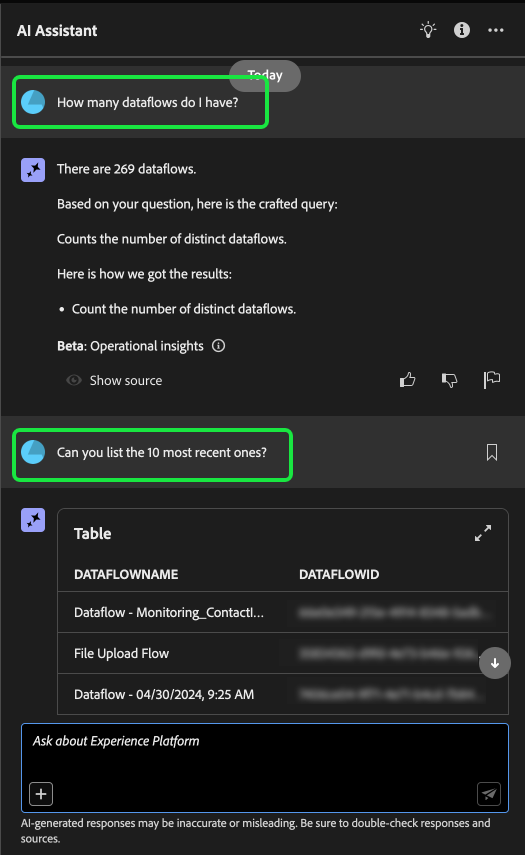 AI Assistant
Today
How many dataflows do I have?
There are 269 dataflows.
Based on your question, here is the crafted query:
Counts the number of distinct dataflows.
Here is how we got the results:
• Count the number of distinct dataflows.
Beta: Operational insights
Show source
Can you list the 10 most recent ones?
Table
DATAFLOWNAME DATAFLOWID
Dataflow - Monitoring_ContactI...
File Upload Flow
Dataflow - 04/30/2024, 9:25 AM
Ask about Experience Platform
AI-generated responses may be inaccurate or misleading. Be sure to double-check responses and
sources.